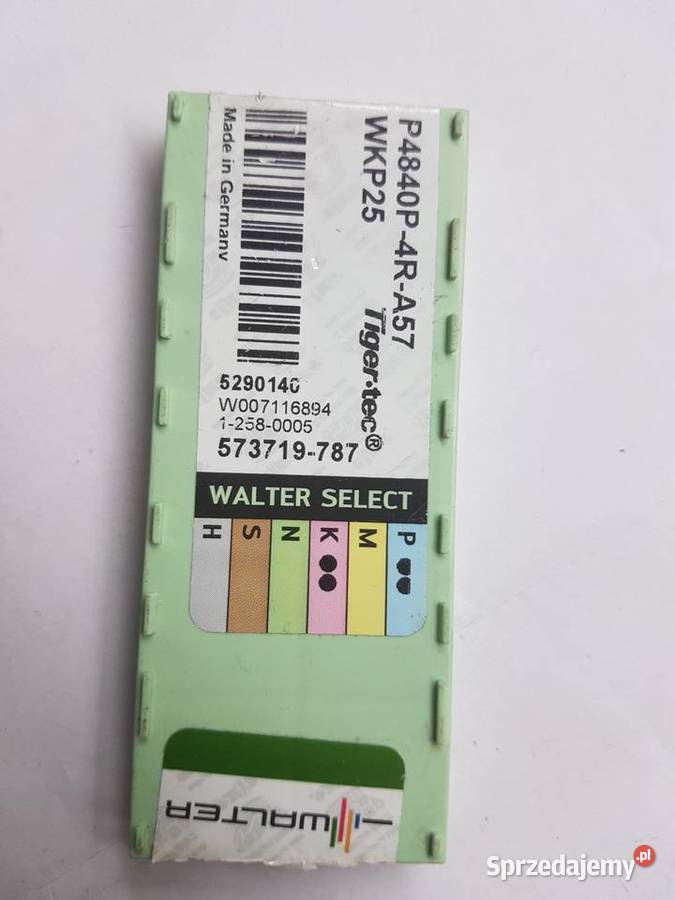 P4840P-4R-A57
WKP25
Tiger·tec®
Made in Germany
5290140
W007116894
1-258-0005
573719-787
WALTER SELECT
P
M
K
N
S
H
WALTER
Sprzedajemy.pl